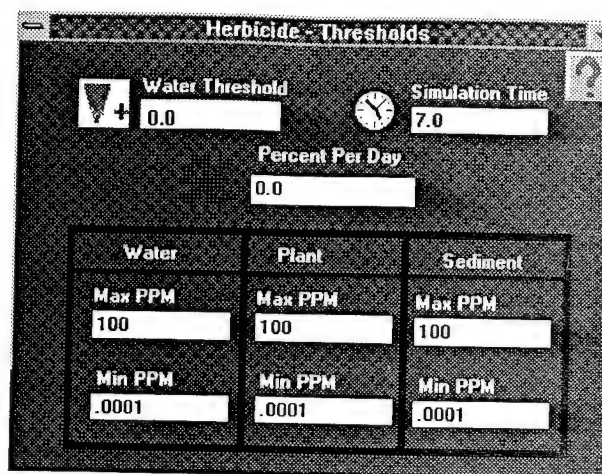 Herbicide - Thresholds
?
Water Threshold
0.0
Simulation Time
7.0
Percent Per Day
0.0
Water Plant Sediment
Max PPM Max PPM Max PPM
100 100 100
Min PPM Min PPM Min PPM
.0001 .0001 .0001